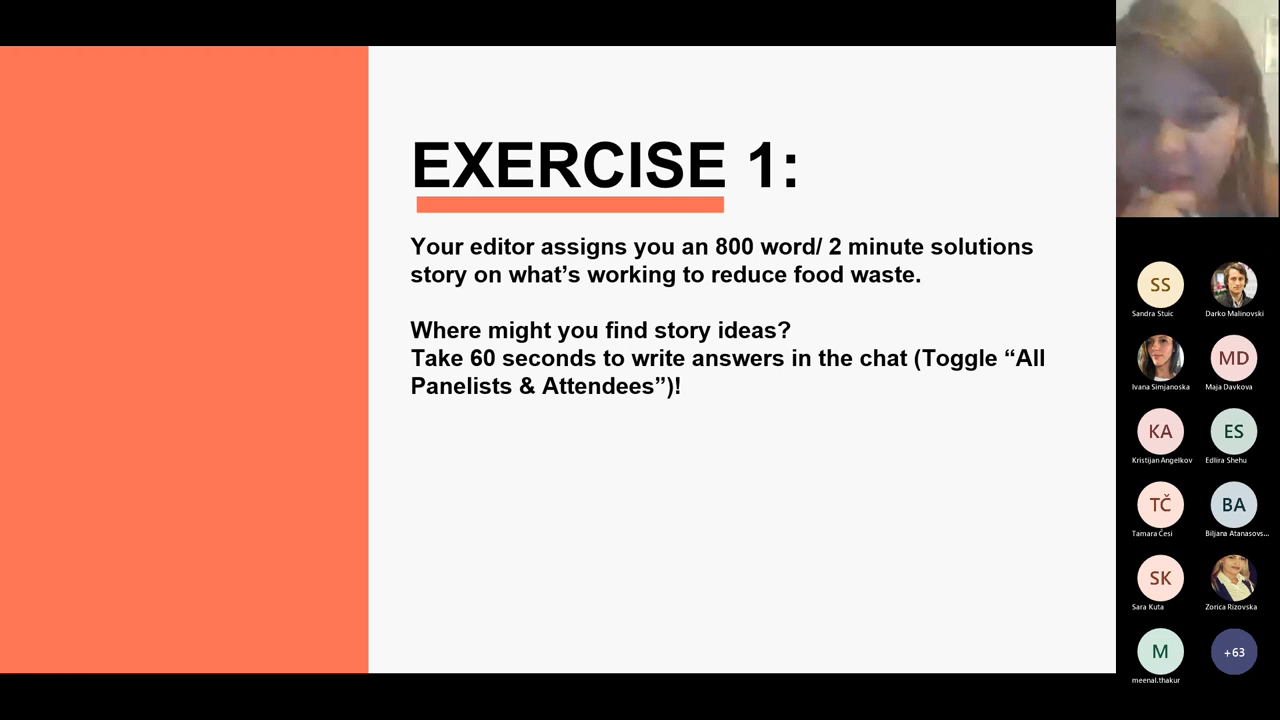 EXERCISE 1:
Your editor assigns you an 800 word/ 2 minute solutions
story on what’s working to reduce food waste.
Where might you find story ideas?
Take 60 seconds to write answers in the chat (Toggle “All
Panelists & Attendees”)!
SS
Sandra Stuic
Darko Malinovski
Ivana Simjanoska
MD
Maja Davkova
KA
Kristijan Angelkov
ES
Edlira Shehu
TČ
Tamara Česi
BA
Biljana Atanasovs...
SK
Sara Kuta
Zorica Rizovska
M
meenal.thakur
+63